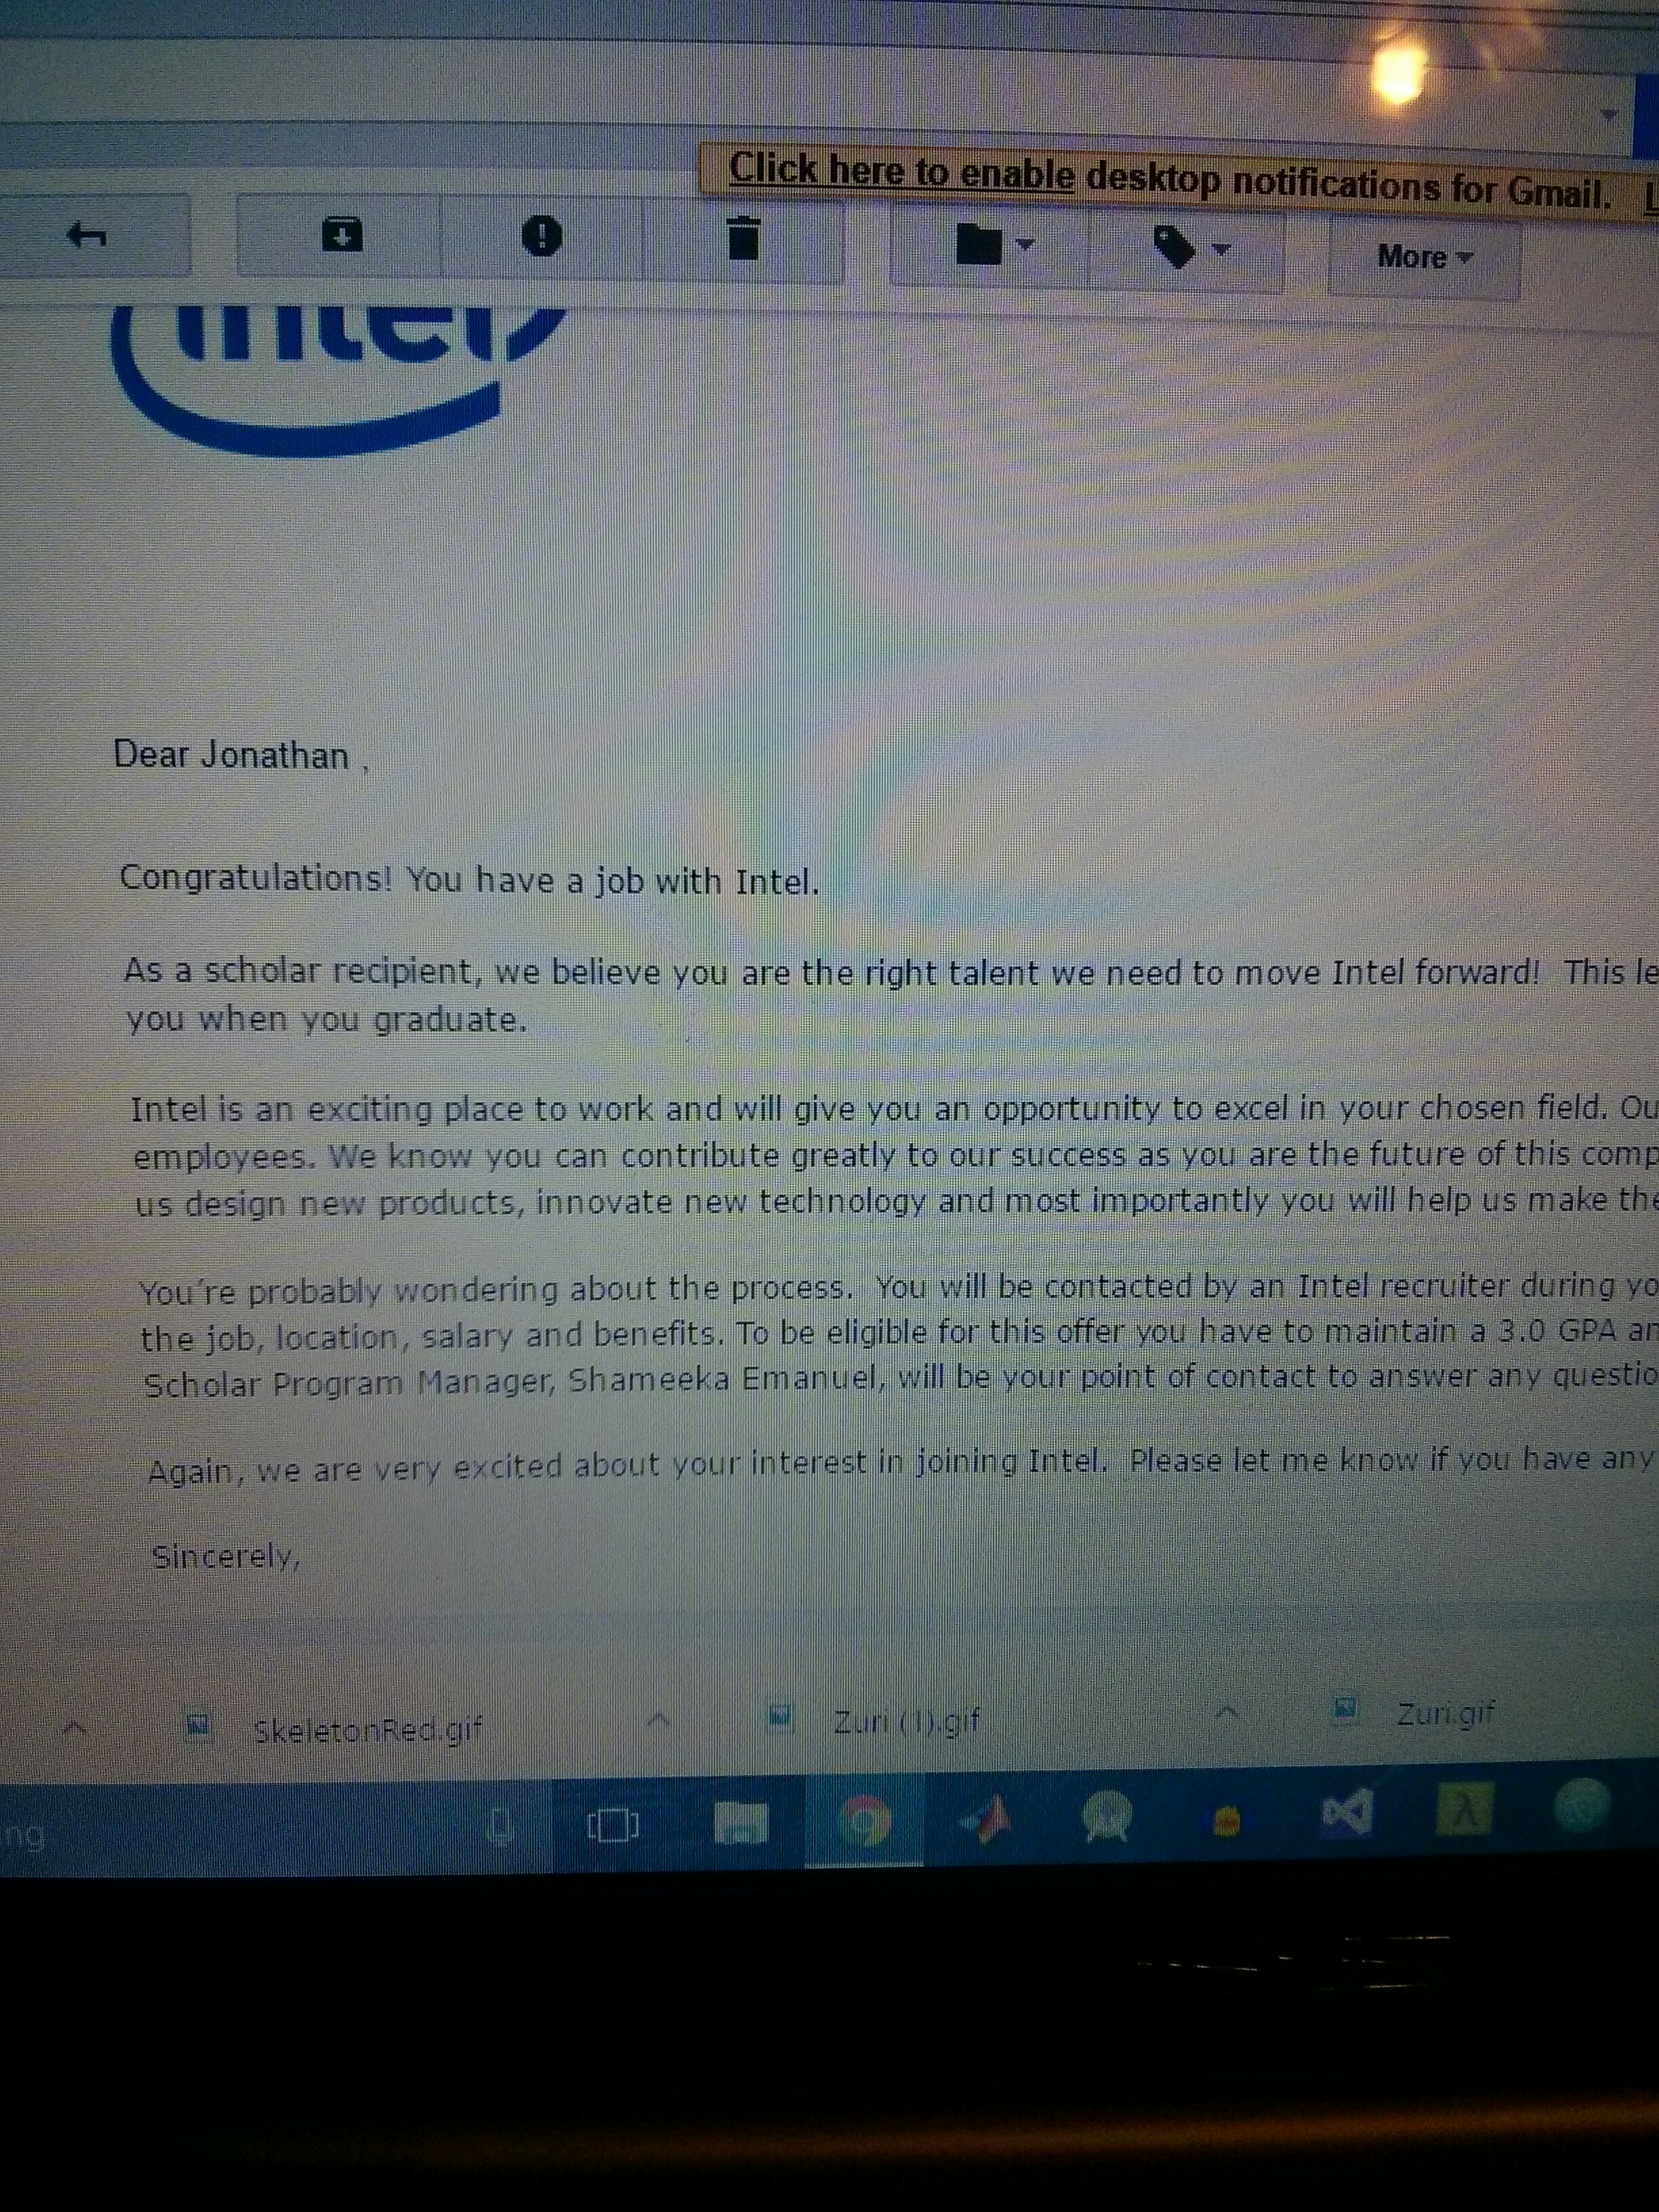 Click here to enable desktop notifications for Gmail. L
More
intel
Dear Jonathan ,
Congratulations! You have a job with Intel.
As a scholar recipient, we believe you are the right talent we need to move Intel forward!  This le
you when you graduate.
Intel is an exciting place to work and will give you an opportunity to excel in your chosen field. Ou
employees. We know you can contribute greatly to our success as you are the future of this comp
us design new products, innovate new technology and most importantly you will help us make the
You're probably wondering about the process.  You will be contacted by an Intel recruiter during yo
the job, location, salary and benefits. To be eligible for this offer you have to maintain a 3.0 GPA an
Scholar Program Manager, Shameeka Emanuel, will be your point of contact to answer any questio
Again, we are very excited about your interest in joining Intel.  Please let me know if you have any
Sincerely,
SkeletonRed.gif Zuri (1).gif Zuri.gif
ng